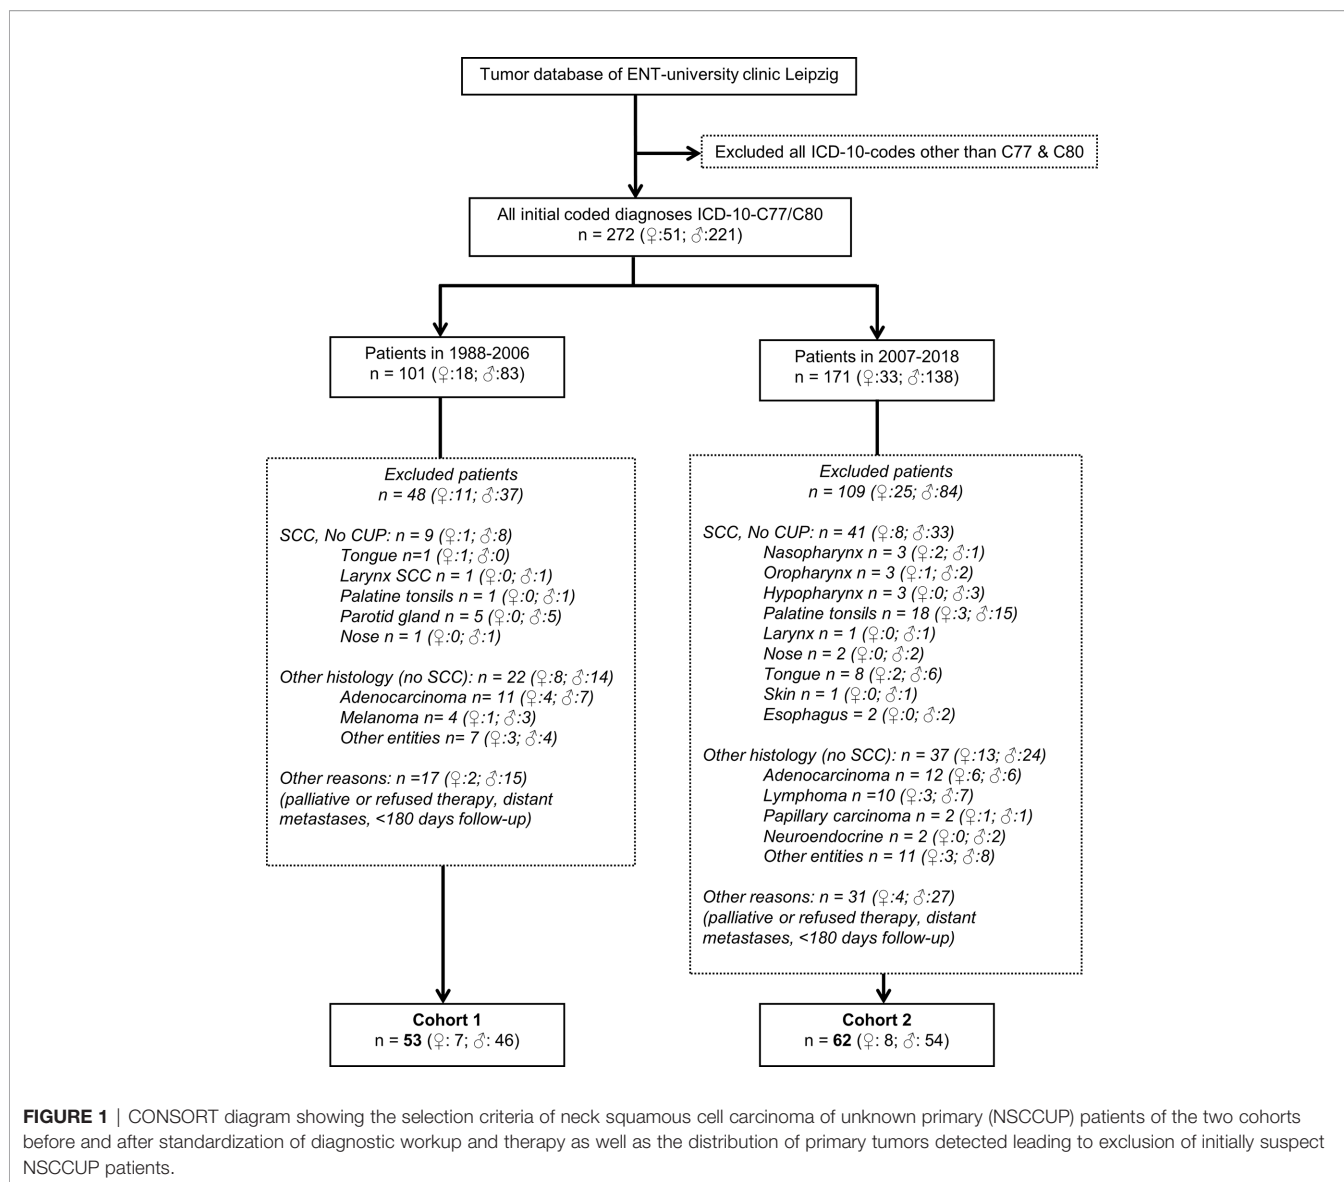 Tumor database of ENT-university clinic Leipzig
Excluded all ICD-10-codes other than C77 & C80
All initial coded diagnoses ICD-10-C77/C80
n = 272 (♀:51; ♂:221)
Patients in 1988-2006
n = 101 (♀:18; ♂:83)
Patients in 2007-2018
n = 171 (♀:33; ♂:138)
Excluded patients
n = 48 (♀:11; ♂:37)
SCC, No CUP: n = 9 (♀:1; ♂:8)
Tongue n=1 (♀:1; ♂:0)
Larynx SCC n = 1 (♀:0; ♂:1)
Palatine tonsils n = 1 (♀:0; ♂:1)
Parotid gland n = 5 (♀:0; ♂:5)
Nose n = 1 (♀:0; ♂:1)
Other histology (no SCC): n = 22 (♀:8; ♂:14)
Adenocarcinoma n= 11 (♀:4; ♂:7)
Melanoma n= 4 (♀:1; ♂:3)
Other entities n= 7 (♀:3; ♂:4)
Other reasons: n =17 (♀:2; ♂:15)
(palliative or refused therapy, distant
metastases, <180 days follow-up)
Excluded patients
n = 109 (♀:25; ♂:84)
SCC, No CUP: n = 41 (♀:8; ♂:33)
Nasopharynx n = 3 (♀:2; ♂:1)
Oropharynx n = 3 (♀:1; ♂:2)
Hypopharynx n = 3 (♀:0; ♂:3)
Palatine tonsils n = 18 (♀:3; ♂:15)
Larynx n = 1 (♀:0; ♂:1)
Nose n = 2 (♀:0; ♂:2)
Tongue n = 8 (♀:2; ♂:6)
Skin n = 1 (♀:0; ♂:1)
Esophagus = 2 (♀:0; ♂:2)
Other histology (no SCC): n = 37 (♀:13; ♂:24)
Adenocarcinoma n = 12 (♀:6; ♂:6)
Lymphoma n =10 (♀:3; ♂:7)
Papillary carcinoma n = 2 (♀:1; ♂:1)
Neuroendocrine n = 2 (♀:0; ♂:2)
Other entities n = 11 (♀:3; ♂:8)
Other reasons: n = 31 (♀:4; ♂:27)
(palliative or refused therapy, distant
metastases, <180 days follow-up)
Cohort 1
n = 53 (♀: 7; ♂: 46)
Cohort 2
n = 62 (♀: 8; ♂: 54)
FIGURE 1 | CONSORT diagram showing the selection criteria of neck squamous cell carcinoma of unknown primary (NSCCUP) patients of the two cohorts
before and after standardization of diagnostic workup and therapy as well as the distribution of primary tumors detected leading to exclusion of initially suspect
NSCCUP patients.